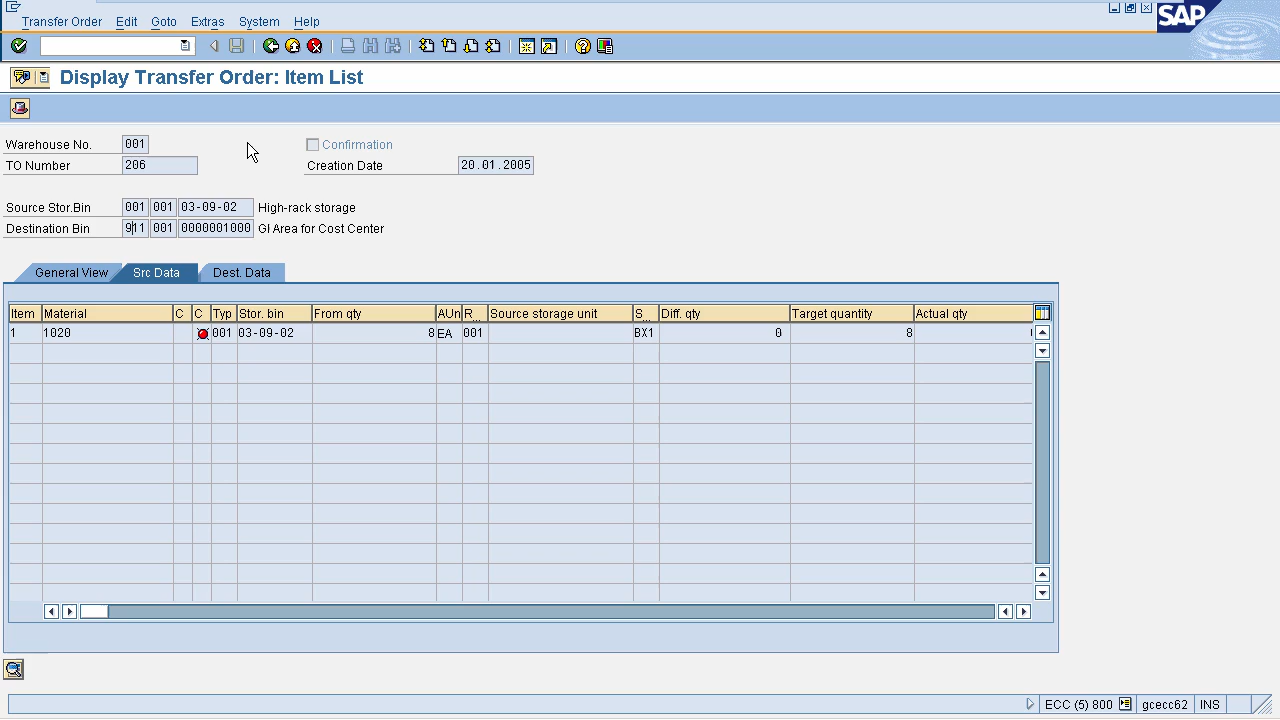 Transfer Order Edit Goto Extras System Help
SAP
Display Transfer Order: Item List
Warehouse No. 001 Confirmation
TO Number 206 Creation Date 20.01.2005
Source Stor.Bin 001 001 03-09-02 High-rack storage
Destination Bin 911 001 0000001000 GI Area for Cost Center
General View Src Data Dest. Data
Item Material C C Typ Stor. bin From qty AUn R.. Source storage unit S.. Diff. qty Target quantity Actual qty
1 1020 001 03-09-02 8 EA 001 BX1 0 8
ECC (5) 800 gcecc62 INS